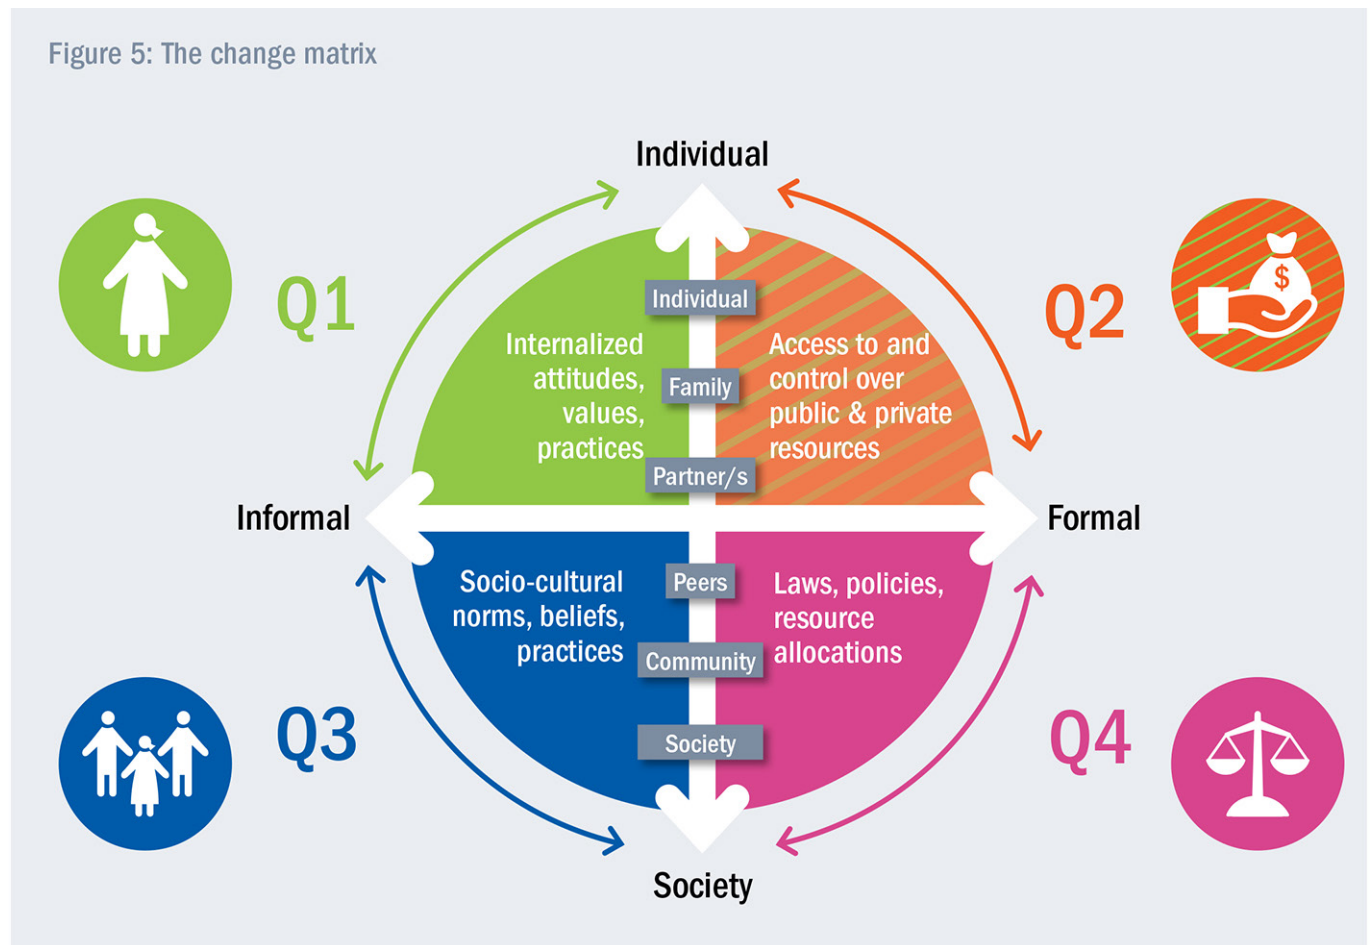 Figure 5: The change matrix
Individual
Q1
Q2
Individual
Internalized
attitudes,
values,
practices
Family
Access to and
control over
public & private
resources
$
Partner/s
Informal
Formal
Socio-cultural
norms, beliefs,
practices
Peers
Laws, policies,
resource
allocations
Community
Q3
Q4
Society
Society